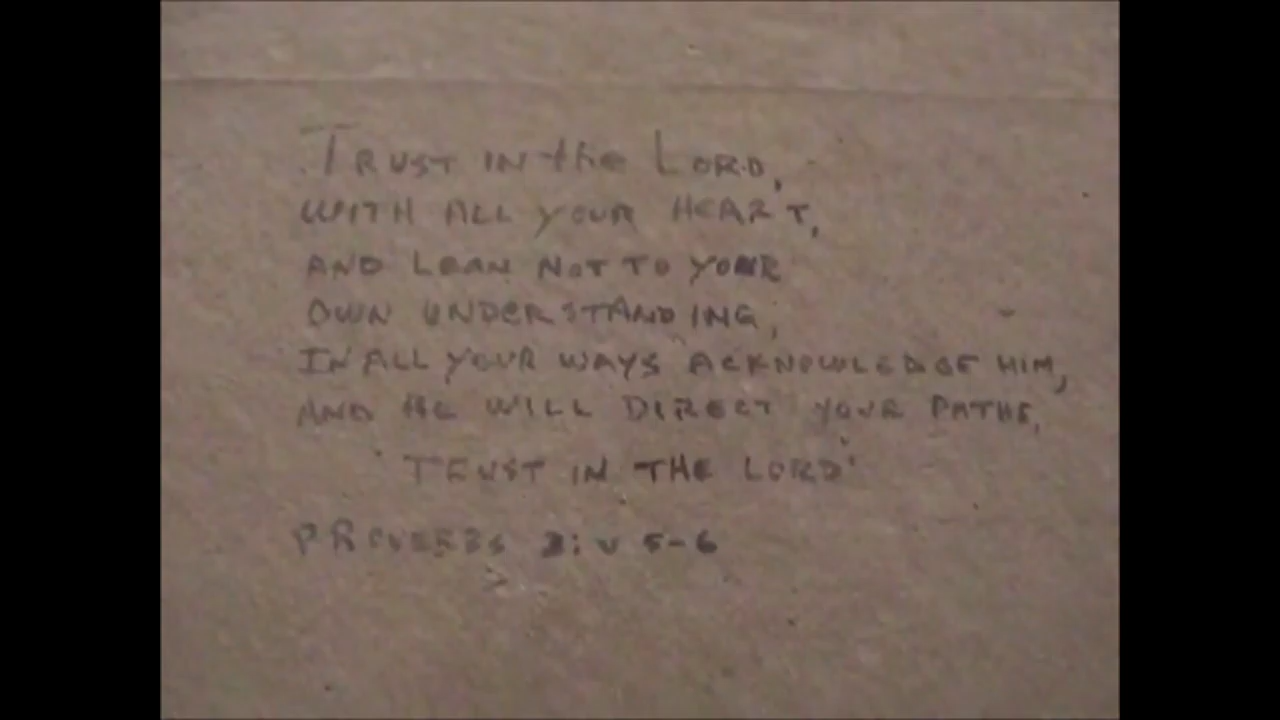 TRUST IN the LORD,
WITH ALL YOUR HEART,
AND LEAN NOT TO YOUR
OWN UNDERSTANDING,
IN ALL YOUR WAYS ACKNOWLEDGE HIM,
AND HE WILL DIRECT YOUR PATHS,
'TRUST IN THE LORD'
PROVERBS 3: v 5-6